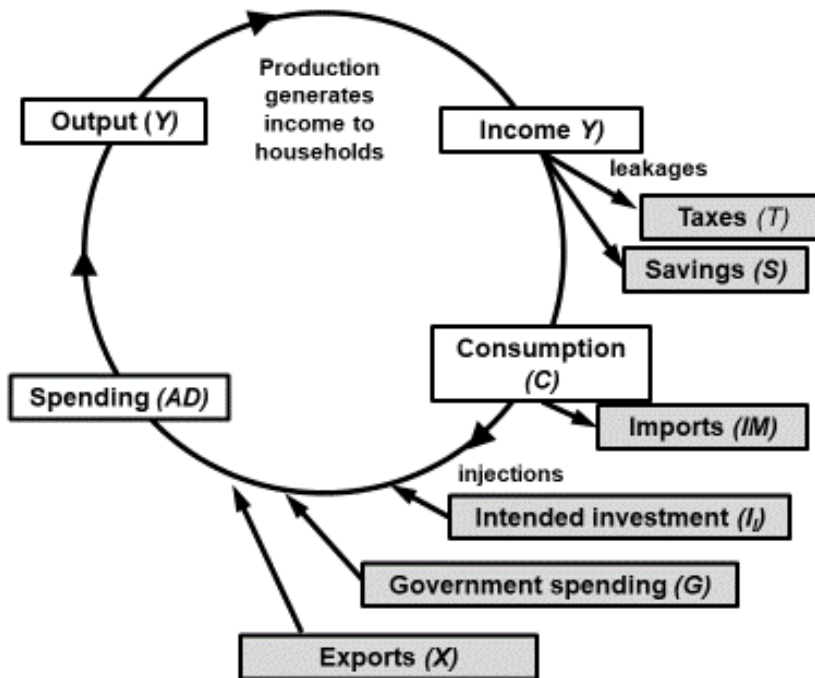 Production
generates
income to
households
Output (Y)
Income Y)
leakages
Taxes (T)
Savings (S)
Consumption
(C)
Spending (AD)
Imports (IM)
injections
Intended investment (II)
Government spending (G)
Exports (X)